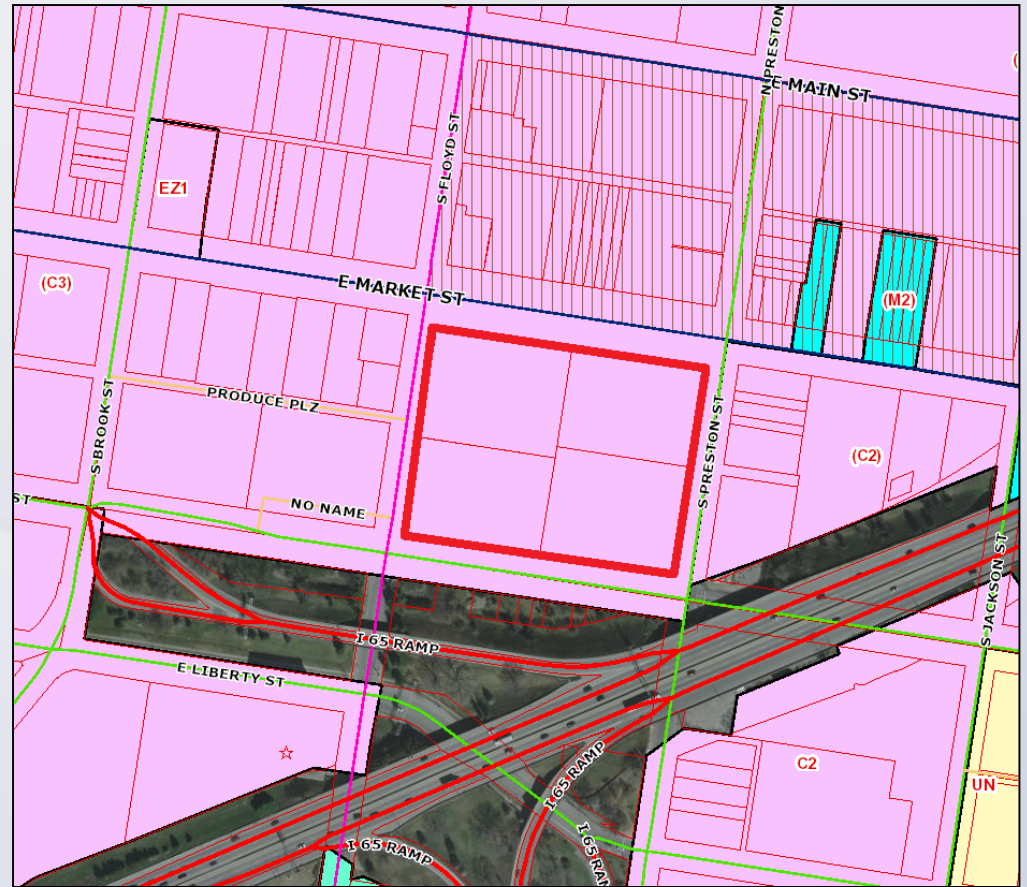 N PRESTON
E MAIN ST
S FLOYD ST
EZ1
(C3)
E MARKET ST
(M2)
PRODUCE PLZ
S BROOK ST
S PRESTON ST
(C2)
ST
NO NAME
S JACKSON ST
I 65 RAMP
E LIBERTY ST
C2
UN
I 65 RAMP
I 65 RAMP
I 65 RAM